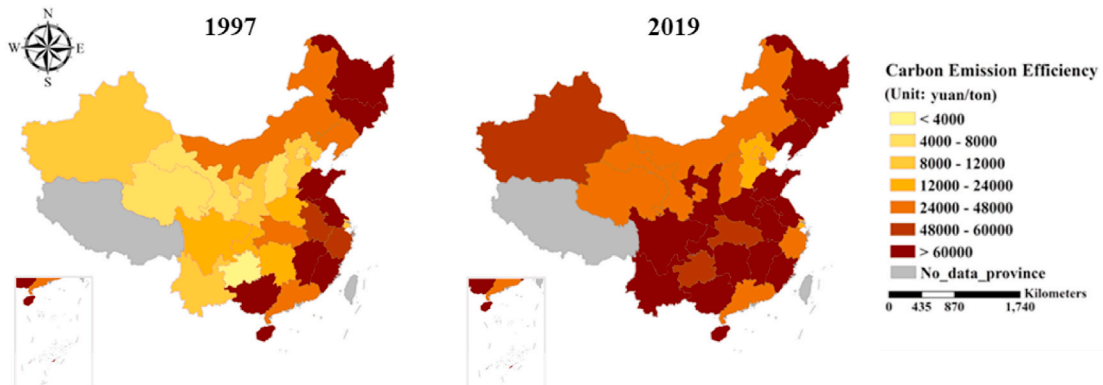 1997
2019
N
W
E
S
Carbon Emission Efficiency
(Unit: yuan/ton)
< 4000
4000 - 8000
8000 - 12000
12000 - 24000
24000 - 48000
48000 - 60000
> 60000
No_data_province
Kilometers
0 435 870 1,740